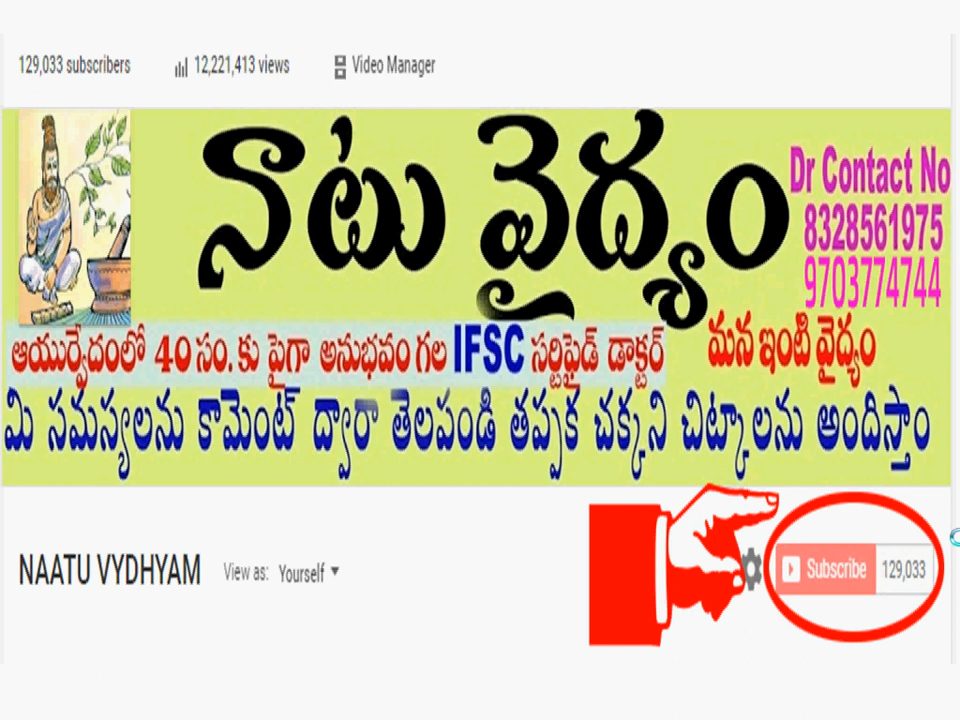 129,033 subscribers 12,221,413 views Video Manager
నాటు వైద్యం
Dr Contact No
8328561975
9703774744
ఆయుర్వేదంలో 40 సం. కు పైగా అనుభవం గల IFSC సర్టిఫైడ్ డాక్టర్
మన ఇంటి వైద్యం
మి సమస్యలను కామెంట్ ద్వారా తెలపండి తప్పక చక్కని చిట్కాలను అందిస్తాం
NAATU VYDHYAM View as: Yourself
Subscribe 129,033